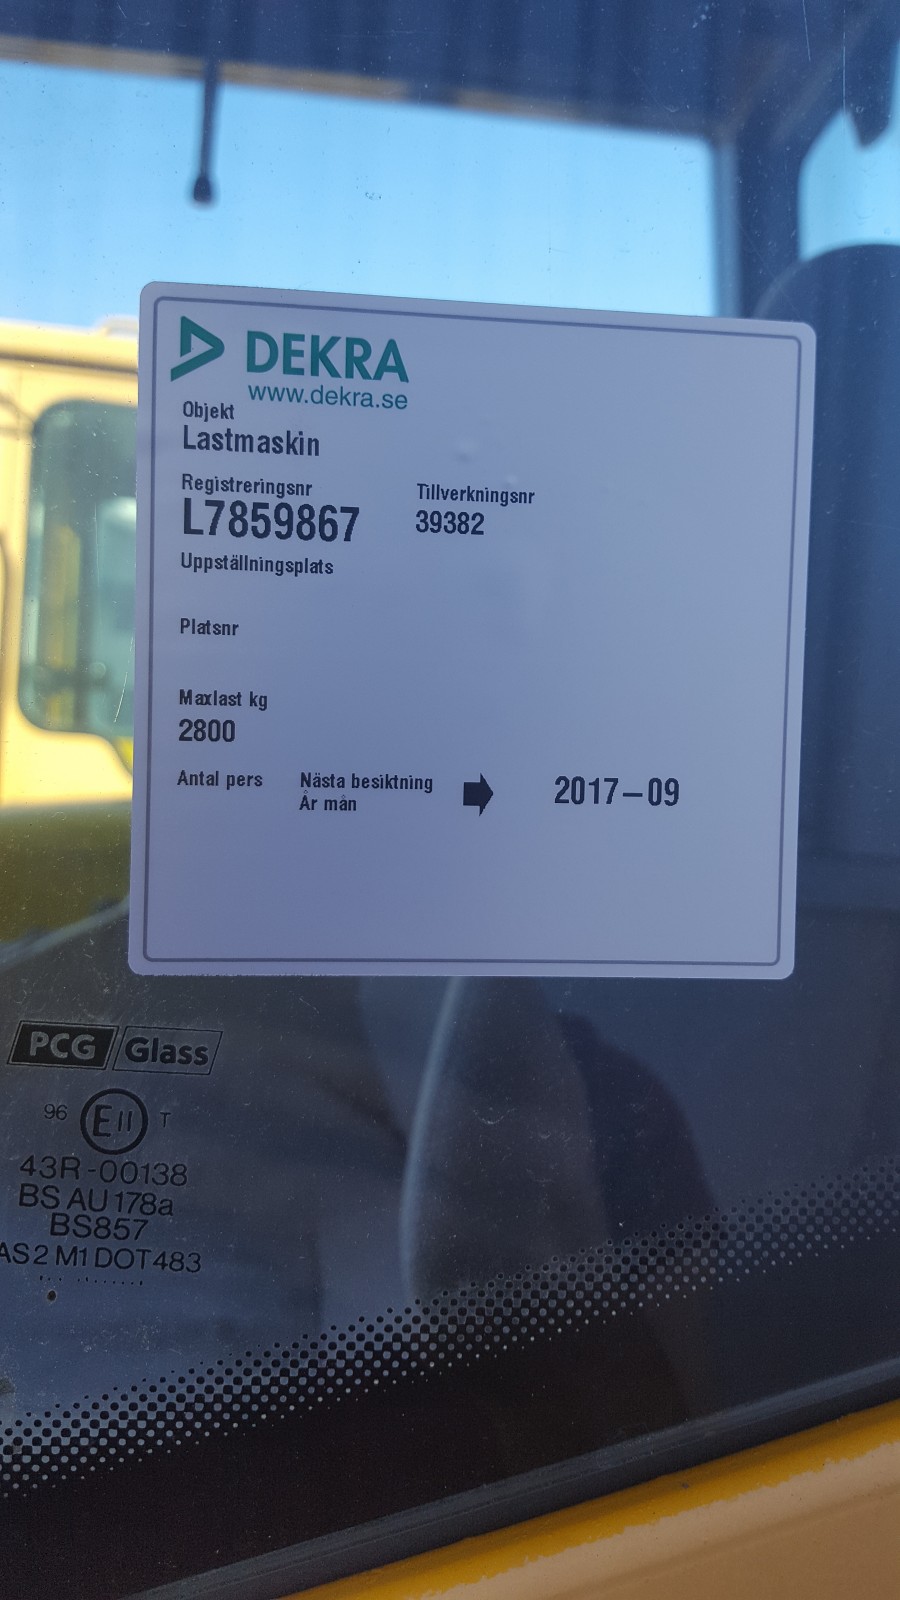 DEKRA
www.dekra.se
Objekt
Lastmaskin
Registreringsnr Tillverkningsnr
L7859867 39382
Uppställningsplats
Platsnr
Maxlast kg
2800
Antal pers Nästa besiktning 2017-09
År mån
PCG Glass
96 E11 T
43R-00138
BS AU 178a
BS857
AS2 M1 DOT483